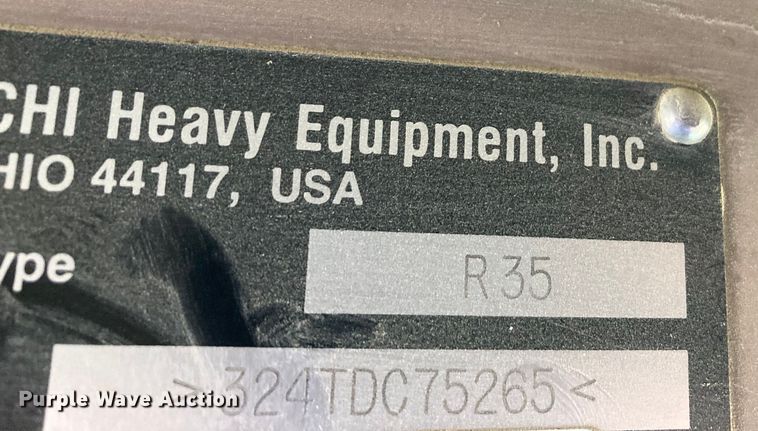 CHI Heavy Equipment, Inc.
HIO 44117, USA
ype R35
>324TDC75265<
Purple Wave Auction